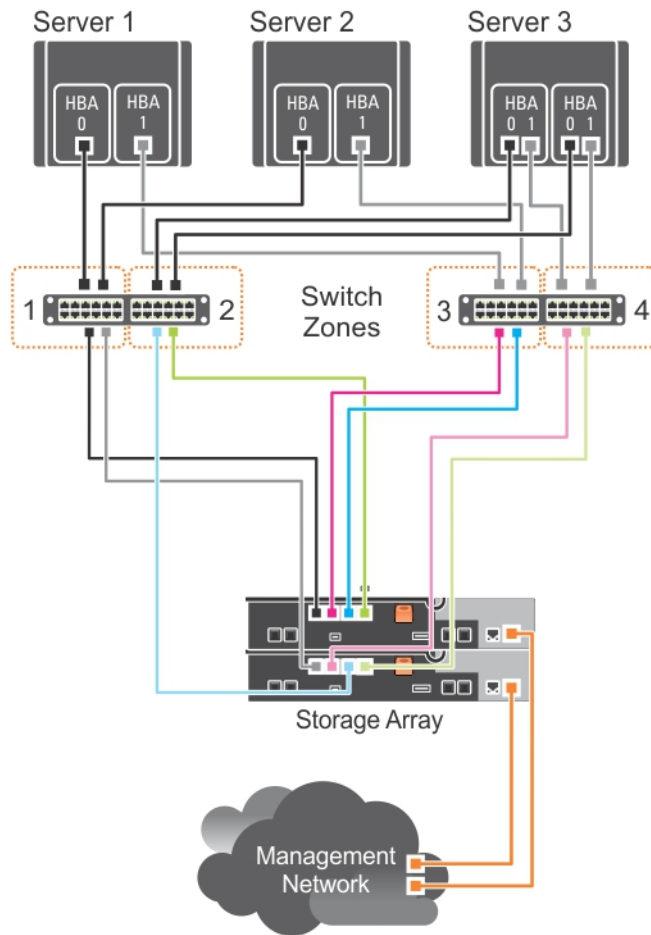 Server 1
Server 2
Server 3
HBA
0
HBA
1
HBA
0
HBA
1
HBA
0 1
HBA
0 1
1
2
Switch
Zones
3
4
Storage Array
Management
Network